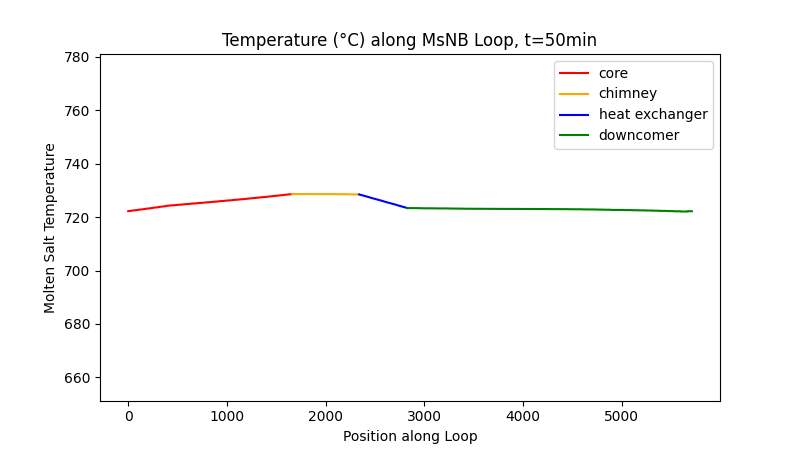 Temperature (°C) along MsNB Loop, t=50min
core
chimney
heat exchanger
downcomer
Molten Salt Temperature
780
760
740
720
700
680
660
0 1000 2000 3000 4000 5000
Position along Loop